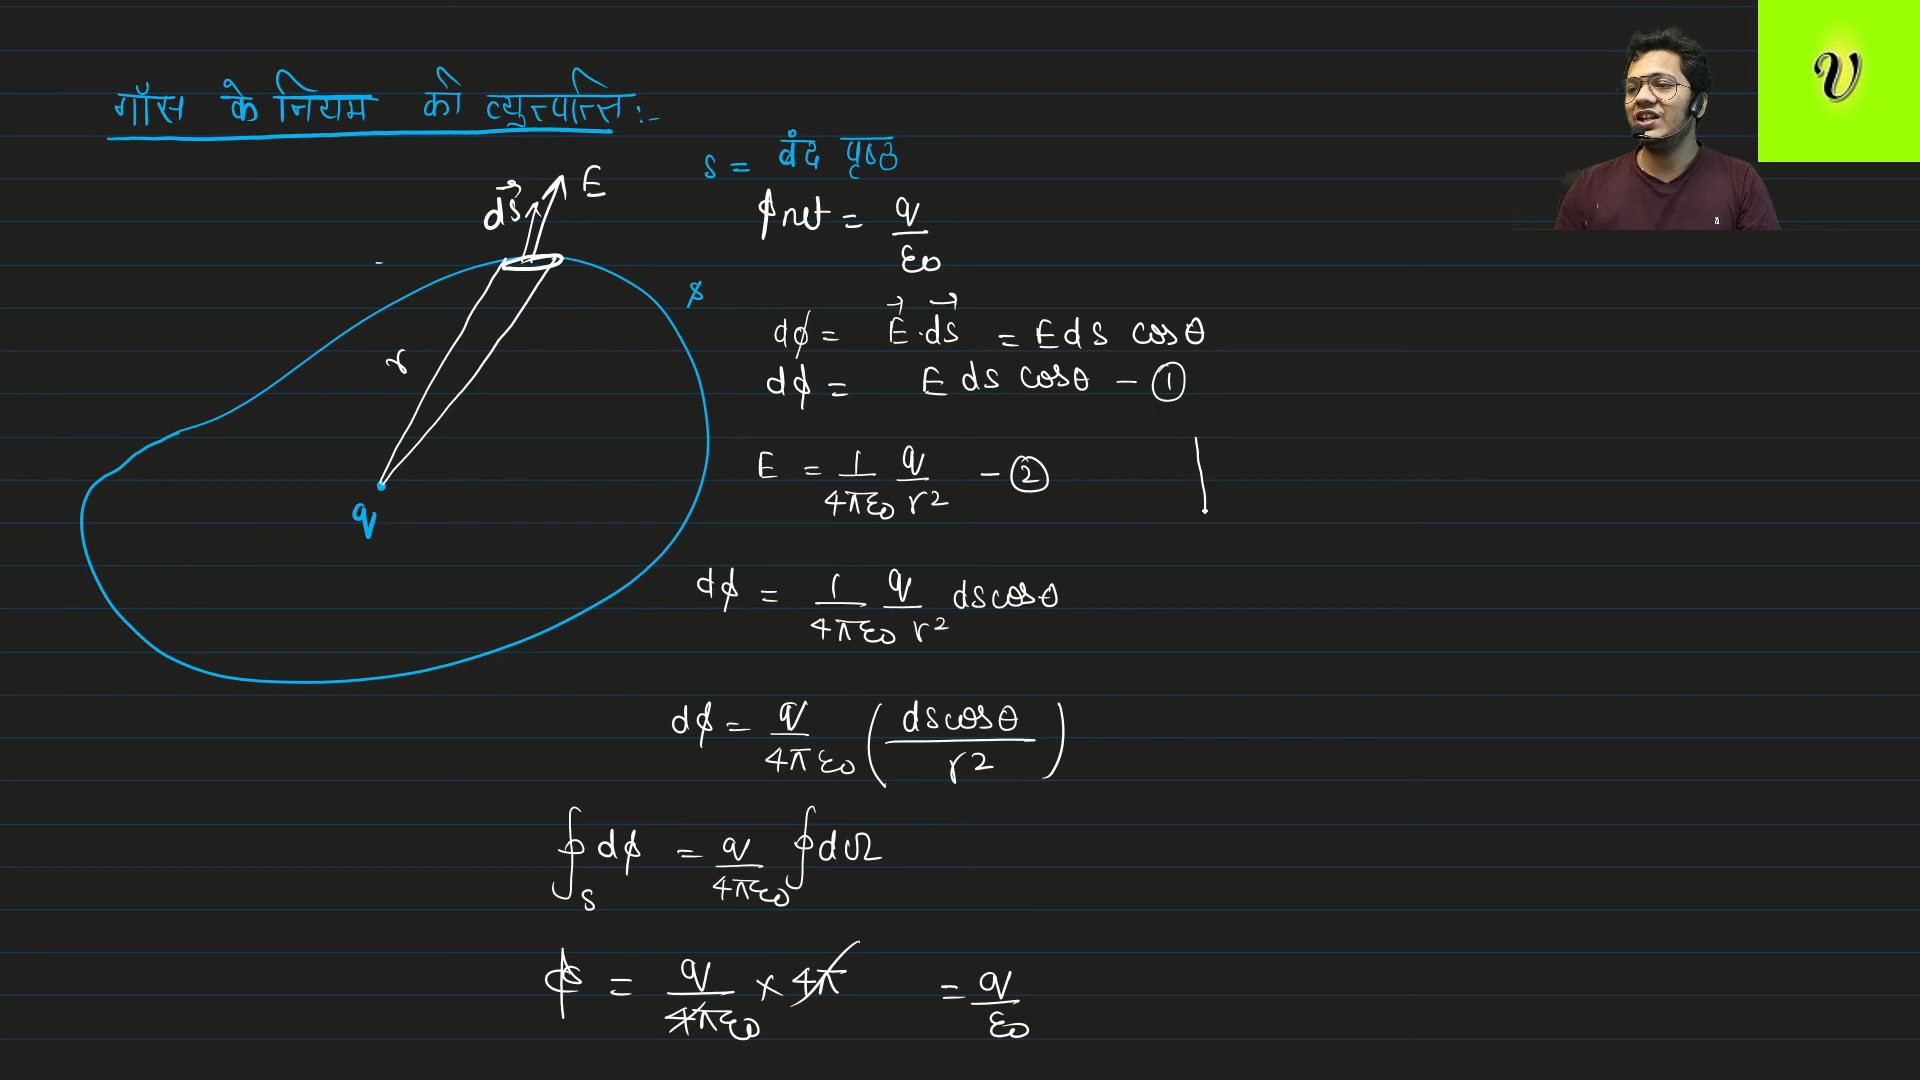 गॉस के नियम की व्युत्पत्ति :-
s = बंद पृष्ठ
ds⃗ E
ϕnet = q/ε0
s
dϕ = E⃗ . ds⃗ = E ds cosθ
r
dϕ = E ds cosθ - ①
E = 1/4πε0 q/r2 - ②
q
dϕ = 1/4πε0 q/r2 dscosθ
dϕ = q/4πε0 (dscosθ/r2)
∮s dϕ = q/4πε0 ∮dΩ
ϕ = q/4πε0 × 4π = q/ε0
υ